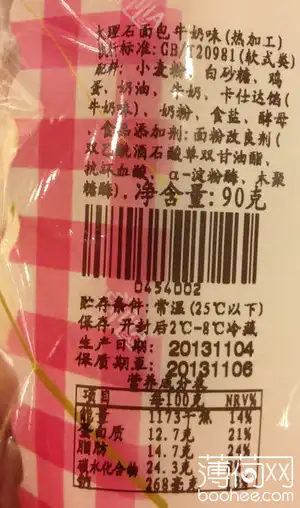 大理石面包牛奶味(热加工)
执行标准:GB/T20981(软式类)
配料:小麦粉、白砂糖、鸡
蛋、奶油、牛奶、卡仕达馅(
牛奶味)、奶粉、食盐、酵母
、食品添加剂:面粉改良剂(
双乙酰酒石酸单双甘油酯、
抗坏血酸、α-淀粉酶、木聚
糖酶).净含量:90克
0454002
贮存条件:常温(25℃以下)
保存,开封后2℃-8℃冷藏
生产日期:20131104
保质期至:20131106
营养成分表
项目 每100克 NRV%
能量 1173千焦 14%
蛋白质 12.7克 21%
脂肪 14.7克 24%
碳水化合物 24.3克
钠 268毫克
薄荷网
boohee.com